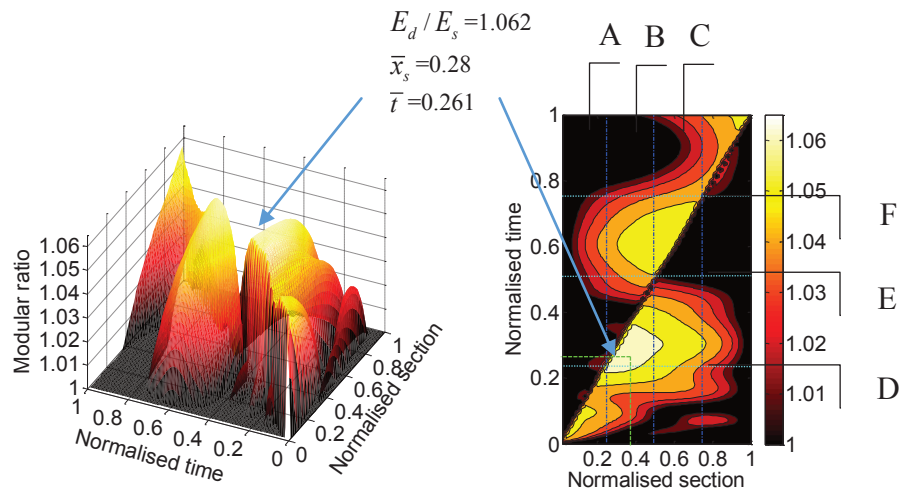 E_d / E_s =1.062
x̄_s =0.28
t̄ =0.261
A B C
1.06
1.05
1.04
1.03
1.02
1.01
1
Modular ratio
1 0.8 0.6 0.4 0.2 0
Normalised time
0 0.2 0.4 0.6 0.8 1
Normalised section
1
0.8
0.6
0.4
0.2
0
Normalised time
0.2 0.4 0.6 0.8 1
Normalised section
1.06
1.05
1.04
1.03
1.02
1.01
1
F
E
D